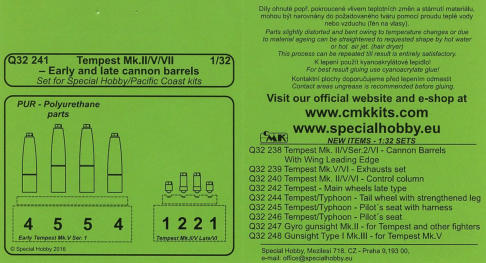 Q32 241 Tempest Mk.II/V/VII 1/32
– Early and late cannon barrels
Set for Special Hobby/Pacific Coast kits
PUR - Polyurethane
parts
4 5 5 4
Early Tempest Mk.V Ser. 1
1 2 2 1
Tempest Mk.II/V Late/VI
© Special Hobby 2016
Díly ohnuté popř. pokroucené vlivem teplotních změn a stárnutí materiálu,
mohou být narovnány do požadovaného tvaru pomocí proudu teplé vody
nebo vzduchu (fén na vlasy).
Parts slightly distorted and bent owing to temperature changes or due
to material ageing can be straightened to requested shape by hot water
or hot air jet. (hair dryer)
This process can be repeated till result is entirely satisfactory.
K lepení použít kyanoakrylátové lepidlo!
For best result gluing use cyanoacrylate glue!
Kontaktní plochy doporučujeme před lepením odmastit
Contact areas ungrease is recommended before gluing.
Visit our official website and e-shop at
www.cmkkits.com
www.specialhobby.eu
CMK
NEW ITEMS - 1:32 SETS
Q32 238 Tempest Mk. II/VSer.2/VI - Cannon Barrels
With Wing Leading Edge
Q32 239 Tempest Mk.V/VI - Exhausts set
Q32 240 Tempest Mk. II/V/VI - Control column
Q32 242 Tempest - Main wheels late type
Q32 244 Tempest/Typhoon - Tail wheel with strengthened leg
Q32 245 Tempest/Typhoon - Pilot´s seat with harness
Q32 246 Tempest/Typhoon - Pilot´s seat
Q32 247 Gyro gunsight Mk.II - for Tempest and other fighters
Q32 248 Gunsight Type I Mk.III - for Tempest Mk.V
Special Hobby, Mezilesí 718, CZ - Praha 9,193 00,
e-mail: office@specialhobby.eu